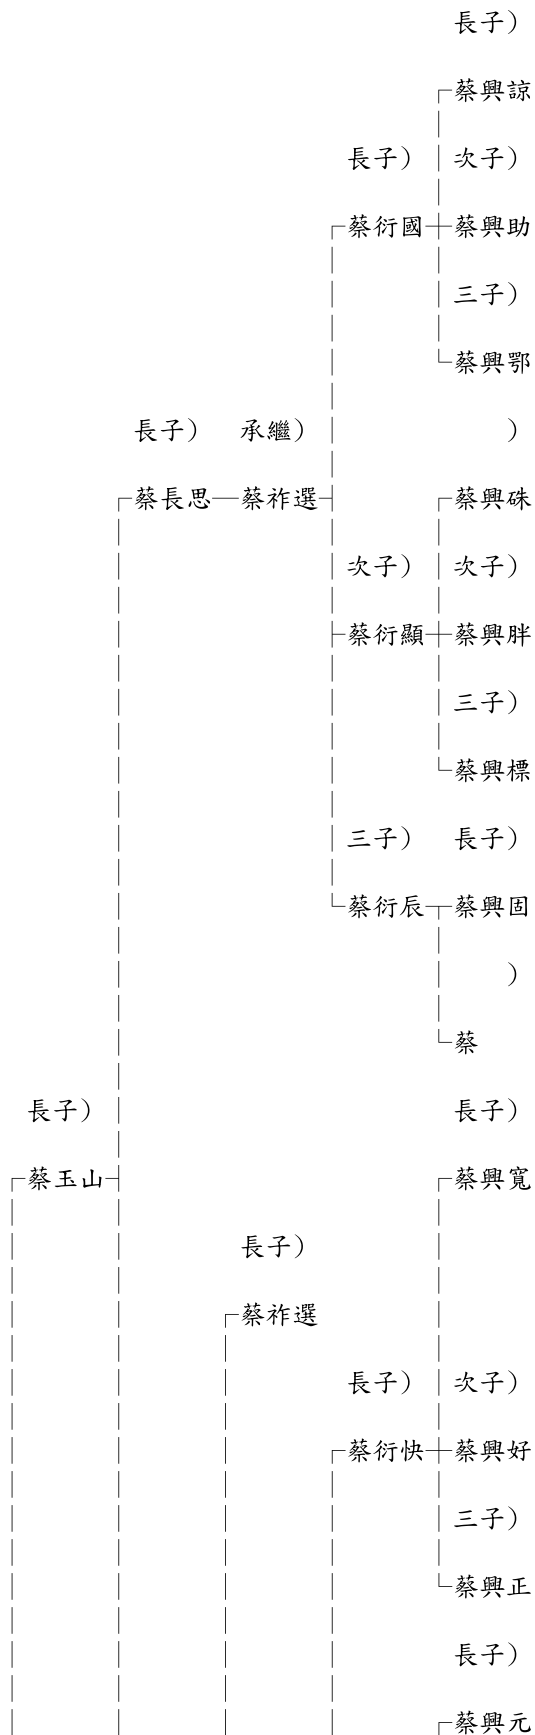 長子）
蔡興諒
長子） 次子）
蔡衍國 蔡興助
三子）
蔡興鄂
長子） 承繼） ）
蔡長思 蔡祚選 蔡興硃
次子） 次子）
蔡衍顯 蔡興胖
三子）
蔡興標
三子） 長子）
蔡衍辰 蔡興固
）
蔡
長子） 長子）
蔡玉山 蔡興寬
長子）
蔡祚選
長子） 次子）
蔡衍快 蔡興好
三子）
蔡興正
長子）
蔡興元